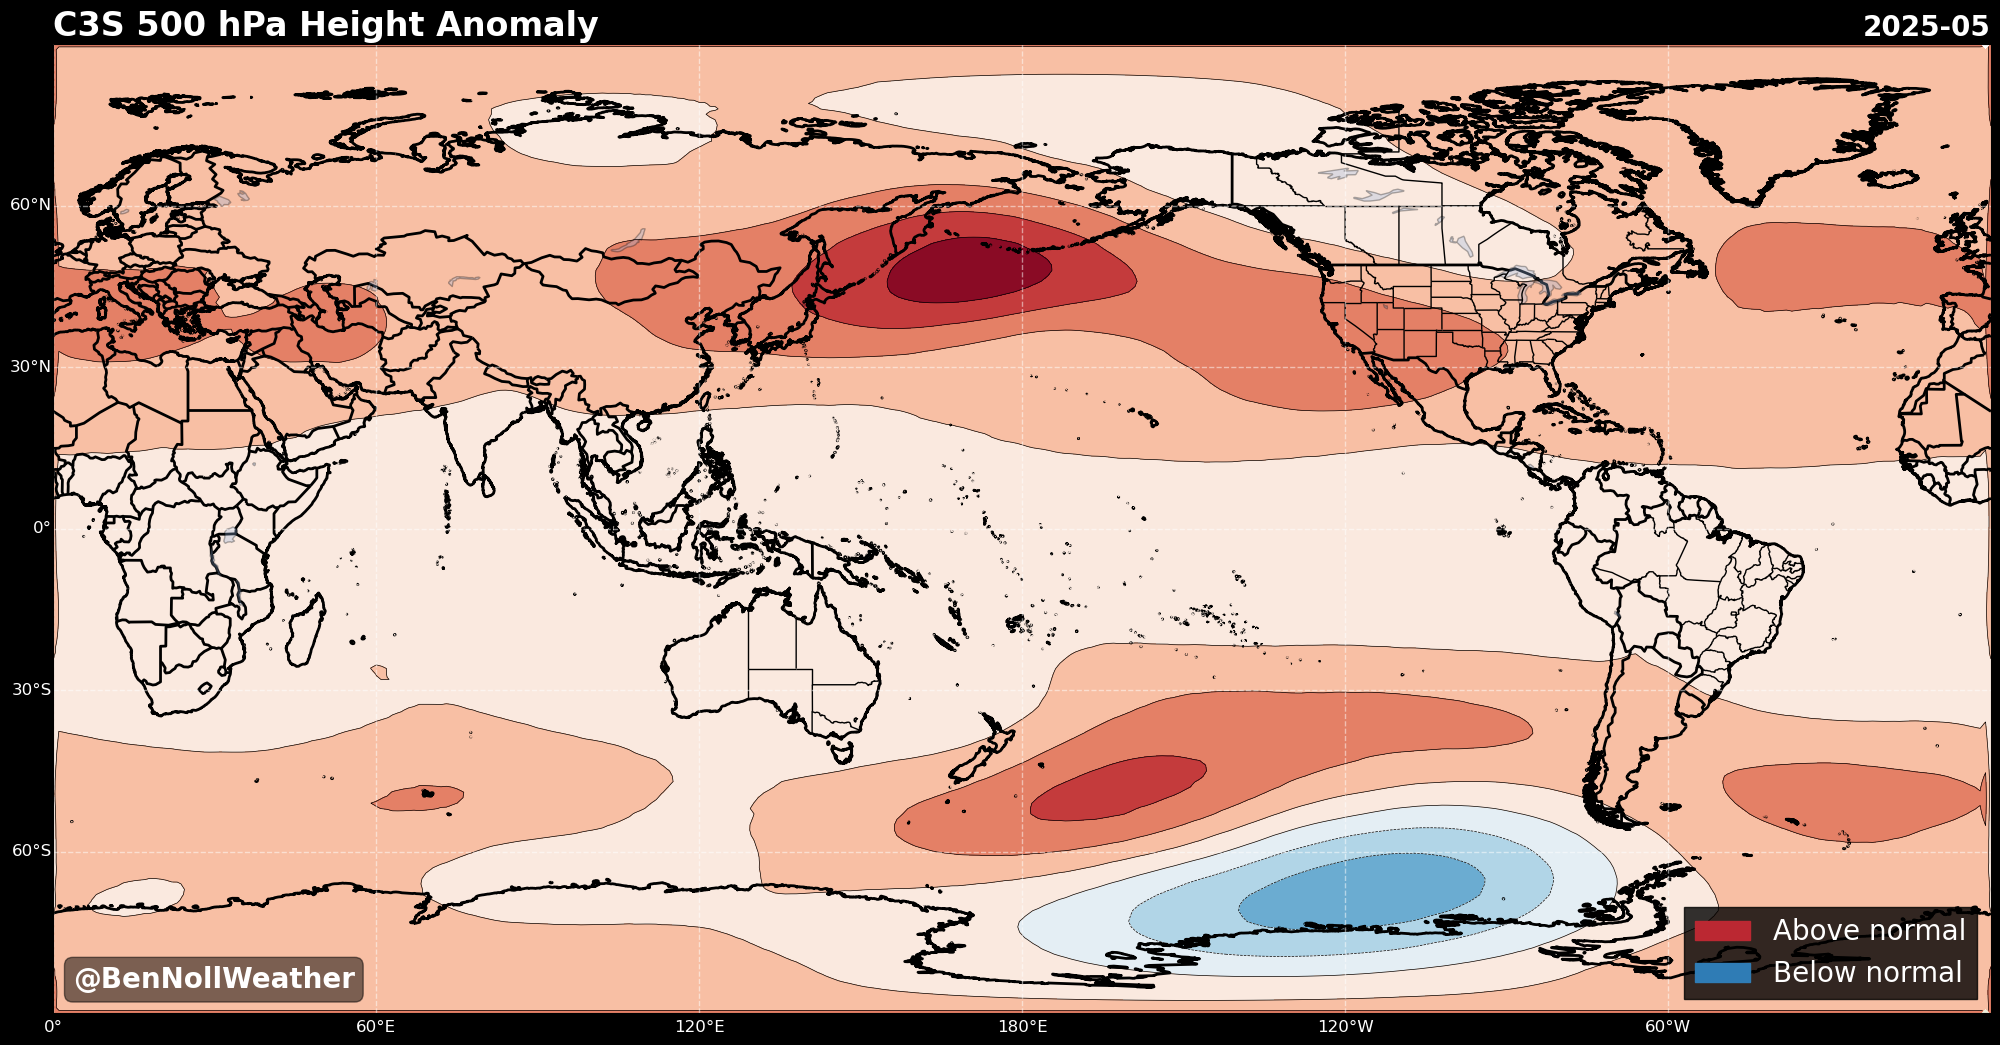 C3S 500 hPa Height Anomaly
2025-05
60°N
30°N
0°
30°S
60°S
Above normal
Below normal
@BenNollWeather
0°
60°E
120°E
180°E
120°W
60°W